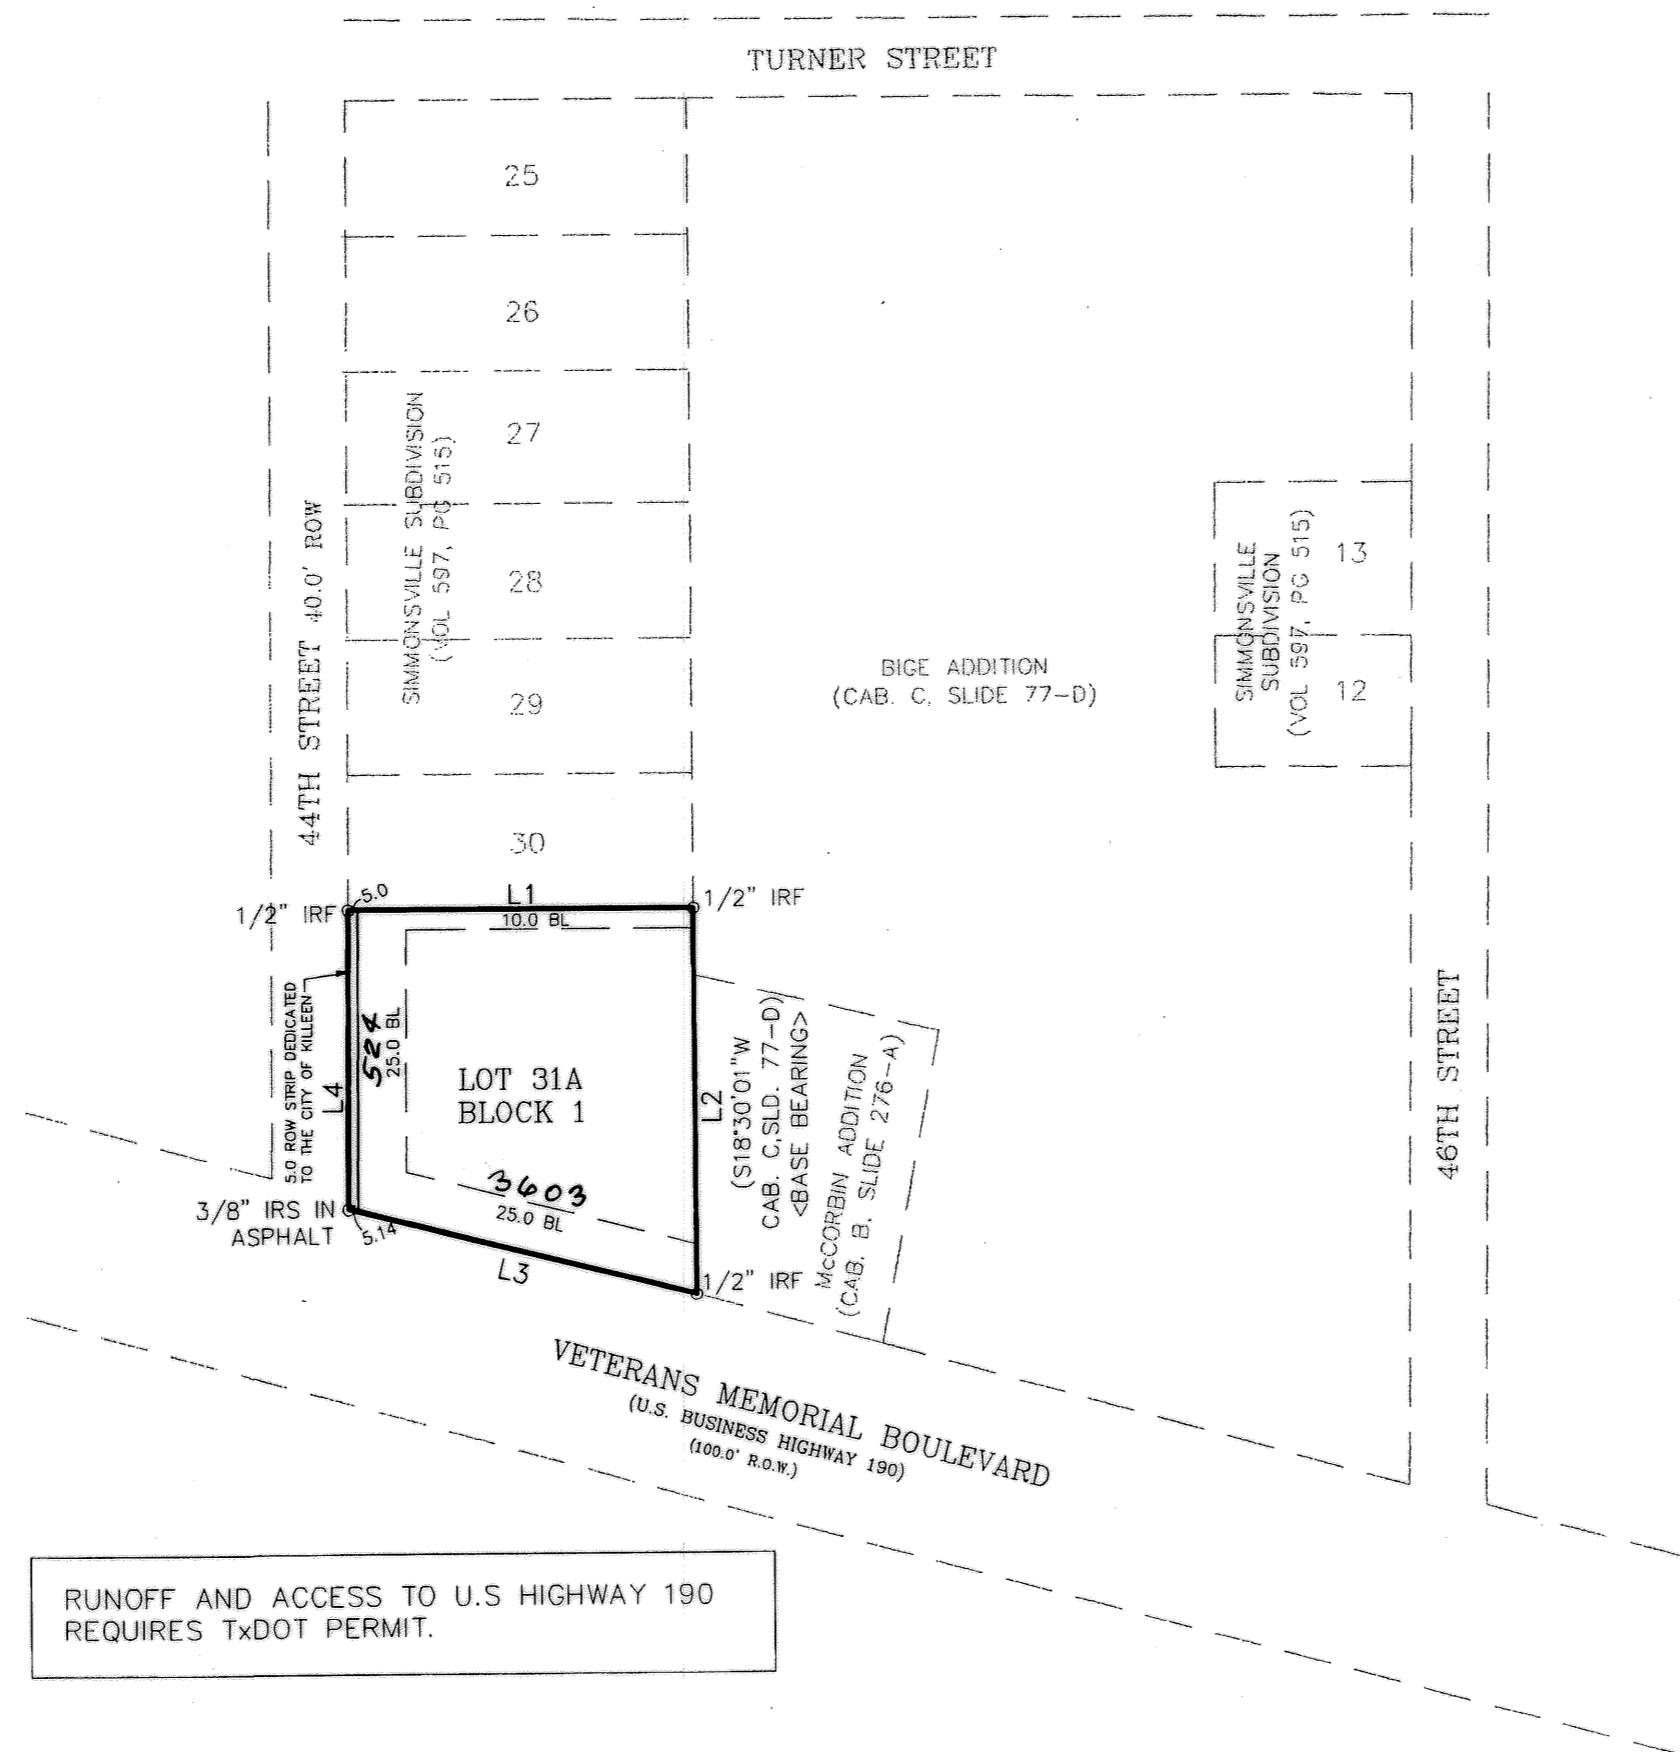 TURNER STREET
25
26
27
28
29
30
SIMMONSVILLE SUBDIVISION
(VOL 597, PG 515)
44TH STREET 40.0' ROW
BIGE ADDITION
(CAB. C, SLIDE 77-D)
SIMMONSVILLE
SUBDIVISION
(VOL 597, PG 515)
13
12
46TH STREET
1/2" IRF
5.0
L1
10.0 BL
1/2" IRF
5.0 ROW STRIP DEDICATED
TO THE CITY OF KILLEEN
L4
524
25.0 BL
LOT 31A
BLOCK 1
L2
(S18°30'01"W
CAB. C,SLD. 77-D)
<BASE BEARING>
McCORBIN ADDITION
(CAB. B, SLIDE 276-A)
3603
25.0 BL
3/8" IRS IN
ASPHALT
5.14
L3
1/2" IRF
VETERANS MEMORIAL BOULEVARD
(U.S. BUSINESS HIGHWAY 190)
(100.0' R.O.W.)
RUNOFF AND ACCESS TO U.S HIGHWAY 190
REQUIRES TxDOT PERMIT.